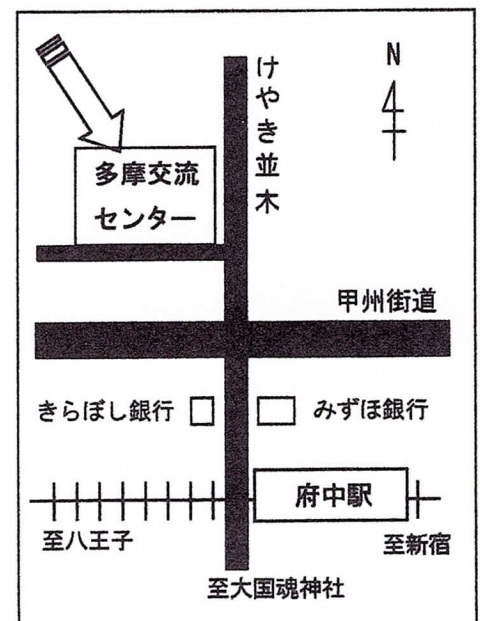 けやき並木
N
多摩交流
センター
甲州街道
きらぼし銀行
みずほ銀行
府中駅
至八王子
至新宿
至大国魂神社